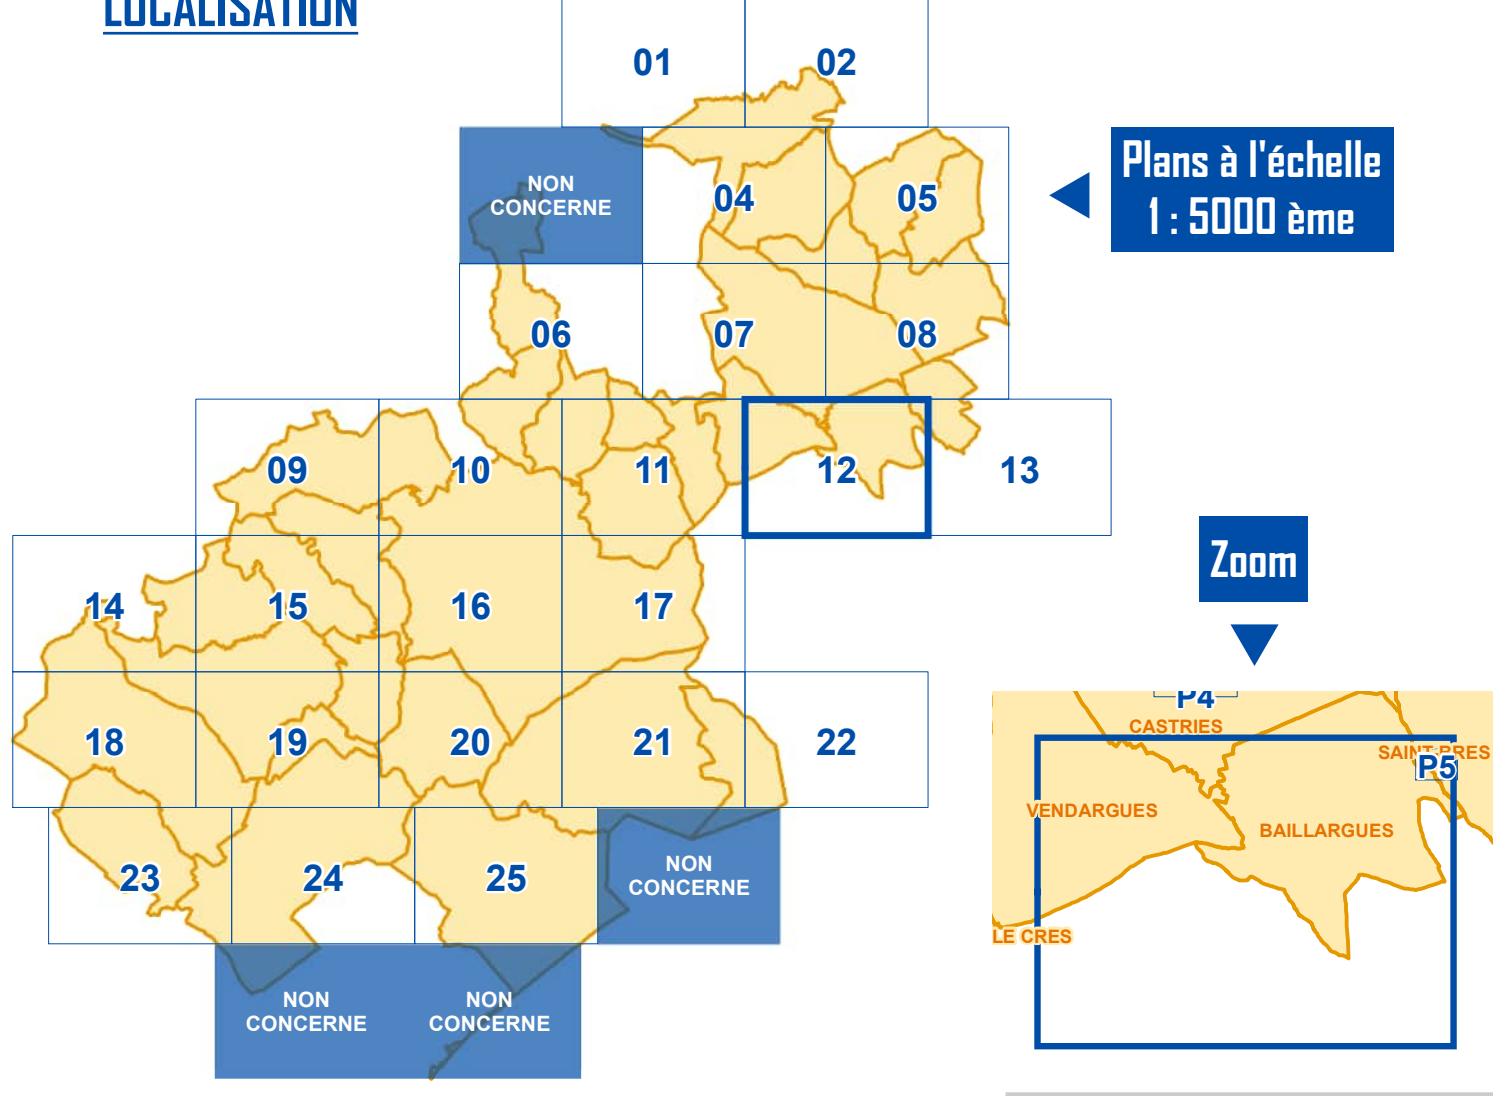 LOCALISATION
01
02
NON
CONCERNE
04
05
Plans à l'échelle
1 : 5000 ème
06
07
08
09
10
11
12
13
14
15
16
17
Zoom
18
19
20
21
22
23
24
25
NON
CONCERNE
NON
CONCERNE
NON
CONCERNE
P4
CASTRIES
SAINT-BRES
P5
VENDARGUES
BAILLARGUES
LE CRES